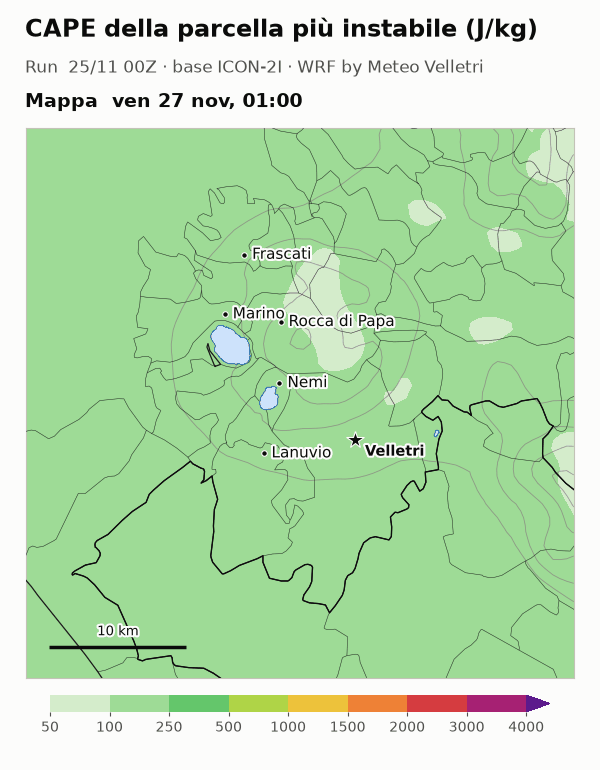 CAPE della parcella più instabile (J/kg)
Run  25/11 00Z · base ICON-2I · WRF by Meteo Velletri
Mappa  ven 27 nov, 01:00
Frascati
Marino
Rocca di Papa
Nemi
Velletri
Lanuvio
10 km
50 100 250 500 1000 1500 2000 3000 4000